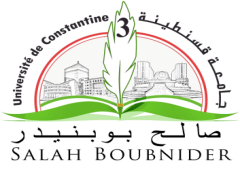 Université de Constantine 3 جامعة قسنطينة
صالح بوبنيدر
SALAH BOUBNIDER